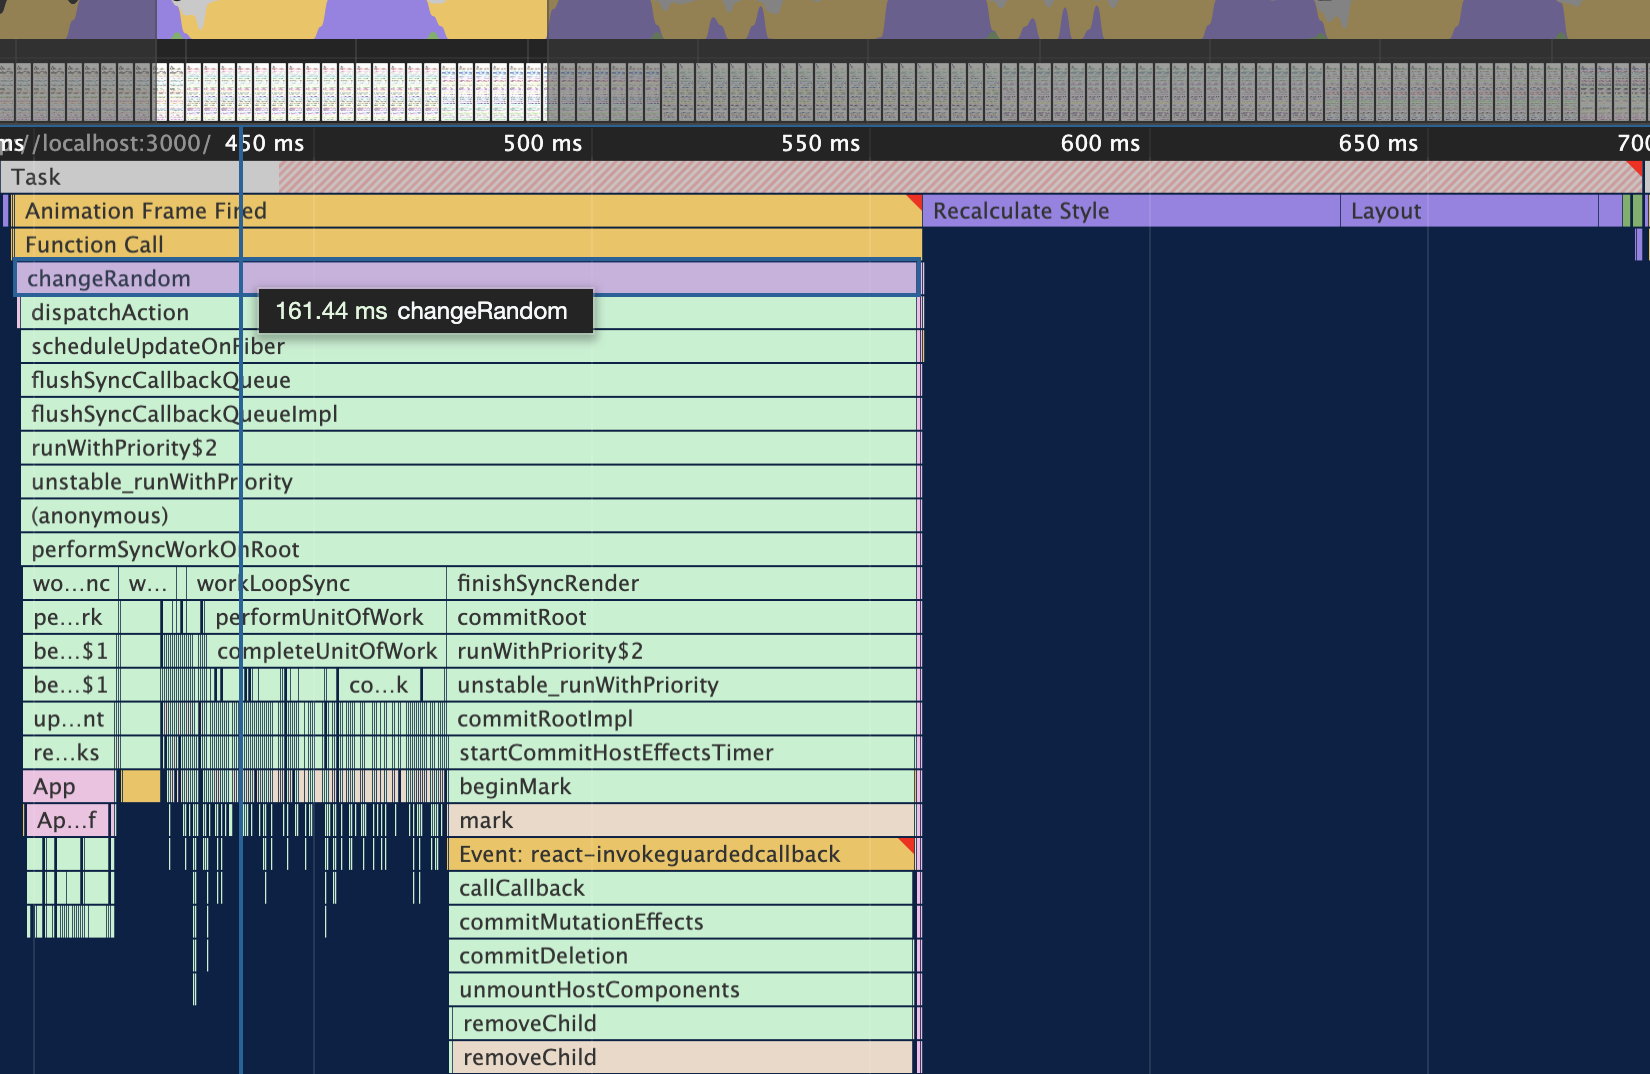 ms //localhost:3000/ 450 ms 500 ms 550 ms 600 ms 650 ms 700
Task
Animation Frame Fired Recalculate Style Layout
Function Call
changeRandom
dispatchAction 161.44 ms changeRandom
scheduleUpdateOnFiber
flushSyncCallbackQueue
flushSyncCallbackQueueImpl
runWithPriority$2
unstable_runWithPriority
(anonymous)
performSyncWorkOnRoot
wo...nc w... workLoopSync finishSyncRender
pe...rk performUnitOfWork commitRoot
be...$1 completeUnitOfWork runWithPriority$2
be...$1 co...k unstable_runWithPriority
up...nt commitRootImpl
re...ks startCommitHostEffectsTimer
App beginMark
Ap...f mark
Event: react-invokeguardedcallback
callCallback
commitMutationEffects
commitDeletion
unmountHostComponents
removeChild
removeChild